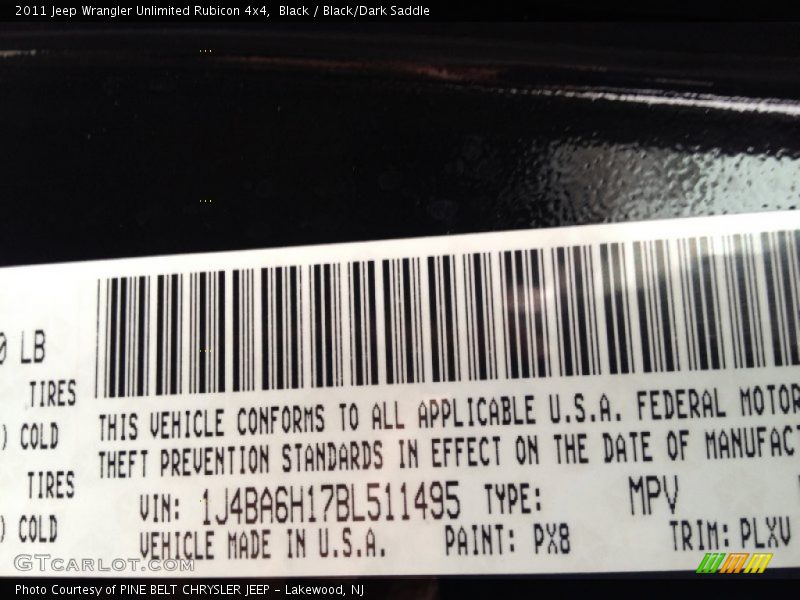 2011 Jeep Wrangler Unlimited Rubicon 4x4, Black / Black/Dark Saddle
LB
TIRES
) COLD
TIRES
) COLD
THIS VEHICLE CONFORMS TO ALL APPLICABLE U.S.A. FEDERAL MOTOR
THEFT PREVENTION STANDARDS IN EFFECT ON THE DATE OF MANUFACT
VIN: 1J4BA6H17BL511495 TYPE: MPV
VEHICLE MADE IN U.S.A. PAINT: PX8 TRIM: PLXV
GTCarLot.com
Photo Courtesy of PINE BELT CHRYSLER JEEP - Lakewood, NJ